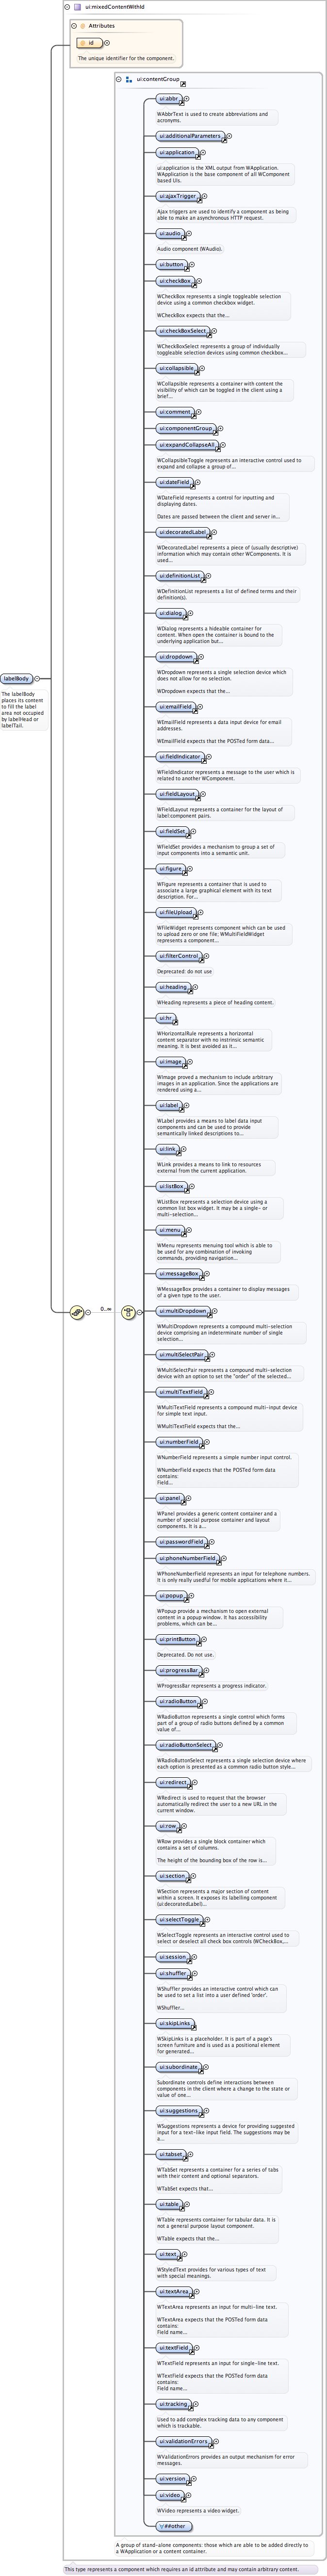 ui:mixedContentWithId
Attributes
id
The unique identifier for the component.
ui:contentGroup
ui:abbr
WAbbrText is used to create abbreviations and
acronyms.
ui:additionalParameters
ui:application
ui:application is the XML output from WApplication.
WApplication is the base component of all WComponent
based UIs.
ui:ajaxTrigger
Ajax triggers are used to identify a component as being
able to make an asynchronous HTTP request.
ui:audio
Audio component (WAudio).
ui:button
ui:checkBox
WCheckBox represents a single toggleable selection
device using a common checkbox widget.
WCheckBox expects that the...
ui:checkBoxSelect
WCheckBoxSelect represents a group of individually
toggleable selection devices using common checkbox...
ui:collapsible
WCollapsible represents a container with content the
visibility of which can be toggled in the client using a
brief...
ui:comment
ui:componentGroup
ui:expandCollapseAll
WCollapsibleToggle represents an interactive control used to
expand and collapse a group of...
ui:dateField
WDateField represents a control for inputing and
displaying dates.
Dates are passed between the client and server in...
ui:decoratedLabel
WDecoratedLabel represents a piece of (usually descriptive)
information which may contain other WComponents. It is
used...
ui:definitionList
WDefinitionList represents a list of defined terms and their
definition(s).
ui:dialog
WDialog represents a hideable container for
content. When open the container is bound to the
underlying application but...
ui:dropdown
WDropdown represents a single selection device which
does not allow for no selection.
WDropdown expects that the...
labelBody
The labelBody
places its content
to fill the label
area not occupied
by labelHead or
labelTail.
ui:emailField
WEmailField represents a data input device for email
addresses.
WEmailField expects that the POSTed form data...
ui:fieldIndicator
WFieldIndicator represents a message to the user which is
related to another WComponent.
ui:fieldLayout
WFieldLayout represents a container for the layout of
label:component pairs.
ui:fieldSet
WFieldSet provides a mechanism to group a set of
input components into a semantic unit.
ui:figure
WFigure represents a container that is used to
associate a large graphical element with its text
description. For...
ui:fileUpload
WFileWidget represents component which can be used
to upload zero or one file; WMultiFileWidget
represents a component...
ui:filterControl
Deprecated: do not use.
ui:heading
WHeading represents a piece of heading content.
ui:hr
WHorizontalRule represents a horizontal
content separator with no instrinsic semantic
meaning. It is best avoided as it...
ui:image
WImage proved a mechanism to include arbitrary
images in an application. Since the applications are
rendered using a...
ui:label
WLabel provides a means to label data input
components and can be used to provide
semantically linked descriptions to...
ui:link
WLink provides a means to link to resources
external from the current application.
ui:listBox
WListBox represents a selection device using a
common list box widget. It may be a single- or
multi-selection...
ui:menu
WMenu represents menuing tool which is able to
be used for any combination of invoking
commands, providing navigation...
ui:messageBox
WMessageBox provides a container to display messages
of a given type to the user.
0..∞
ui:multiDropdown
WMultiDropdown represents a compound multi-selection
device comprising an indeterminate number of single
selection...
ui:multiSelectPair
WMultiSelectPair represents a compound multi-selection
device with an option to set the "order" of the selected...
ui:multiTextField
WMultiTextField represents a compound multi-input device
for simple text input.
WMultiTextField expects that the...
ui:numberField
WNumberField represents a simple number input control.
WNumberField expects that the POSTed form data
contains:
Field...
ui:panel
WPanel provides a generic content container and a
number of special purpose container and layout
components. It is a...
ui:passwordField
ui:phoneNumberField
WPhoneNumberField represents an input for telephone numbers.
It is only really usedful for mobile applications where it...
ui:popup
WPopup provide a mechanism to open external
content in a popup window. It has accessibility
problems, which can be...
ui:printButton
Deprecated. Do not use.
ui:progressBar
WProgressBar represents a progress indicator.
ui:radioButton
WRadioButton represents a single control which forms
part of a group of radio buttons defined by a common
value of...
ui:radioButtonSelect
WRadioButtonSelect represents a single selection device where
each option is presented as a common radio button style...
ui:redirect
WRedirect is used to request that the browser
automatically redirect the user to a new URL in the
current window.
ui:row
WRow provides a single block container which
contains a set of columns.
The height of the bounding box of the row is...
ui:section
WSection represents a major section of content
within a screen. It exposes its labelling component
(ui:decoratedLabel)...
ui:selectToggle
WSelectToggle represents an interactive control used to
select or deselect all check box controls (WCheckBox,...
ui:session
ui:shuffler
WShuffler provides an interactive control which can
be used to set a list into a user defined 'order'.
WShuffler...
ui:skipLinks
WSkipLinks is a placeholder. It is part of a page's
screen furniture and is used as a positional element
for generated...
ui:subordinate
Subordinate controls define interactions between
components in the client where a change to the state or
value of one...
ui:suggestions
WSuggestions represents a device for providing suggested
input for a text-like input field. The suggestions may be
a...
ui:tabset
WTabSet represents a container for a series of tabs
with their content and optional separators.
WTabSet expects that...
ui:table
WTable represents container for tabular data. It is
not a general purpose layout component.
WTable expects that the...
ui:text
WStyledText provides for various types of text
with special meanings.
ui:textArea
WTextArea represents an input for multi-line text.
WTextArea expects that the POSTed form data
contains:
Field name...
ui:textField
WTextField represents an input for single-line text.
WTextField expects that the POSTed form data
contains:
Field name...
ui:tracking
Used to add complex tracking data to any component
which is trackable.
ui:validationErrors
WValidationErrors provides an output mechanism for error
messages.
ui:version
ui:video
WVideo represents a video widget.
##other
A group of stand-alone components: those which are able to be added directly to
a WApplication or a content container.
This type represents a component which requires an id attribute and may contain arbitrary content.